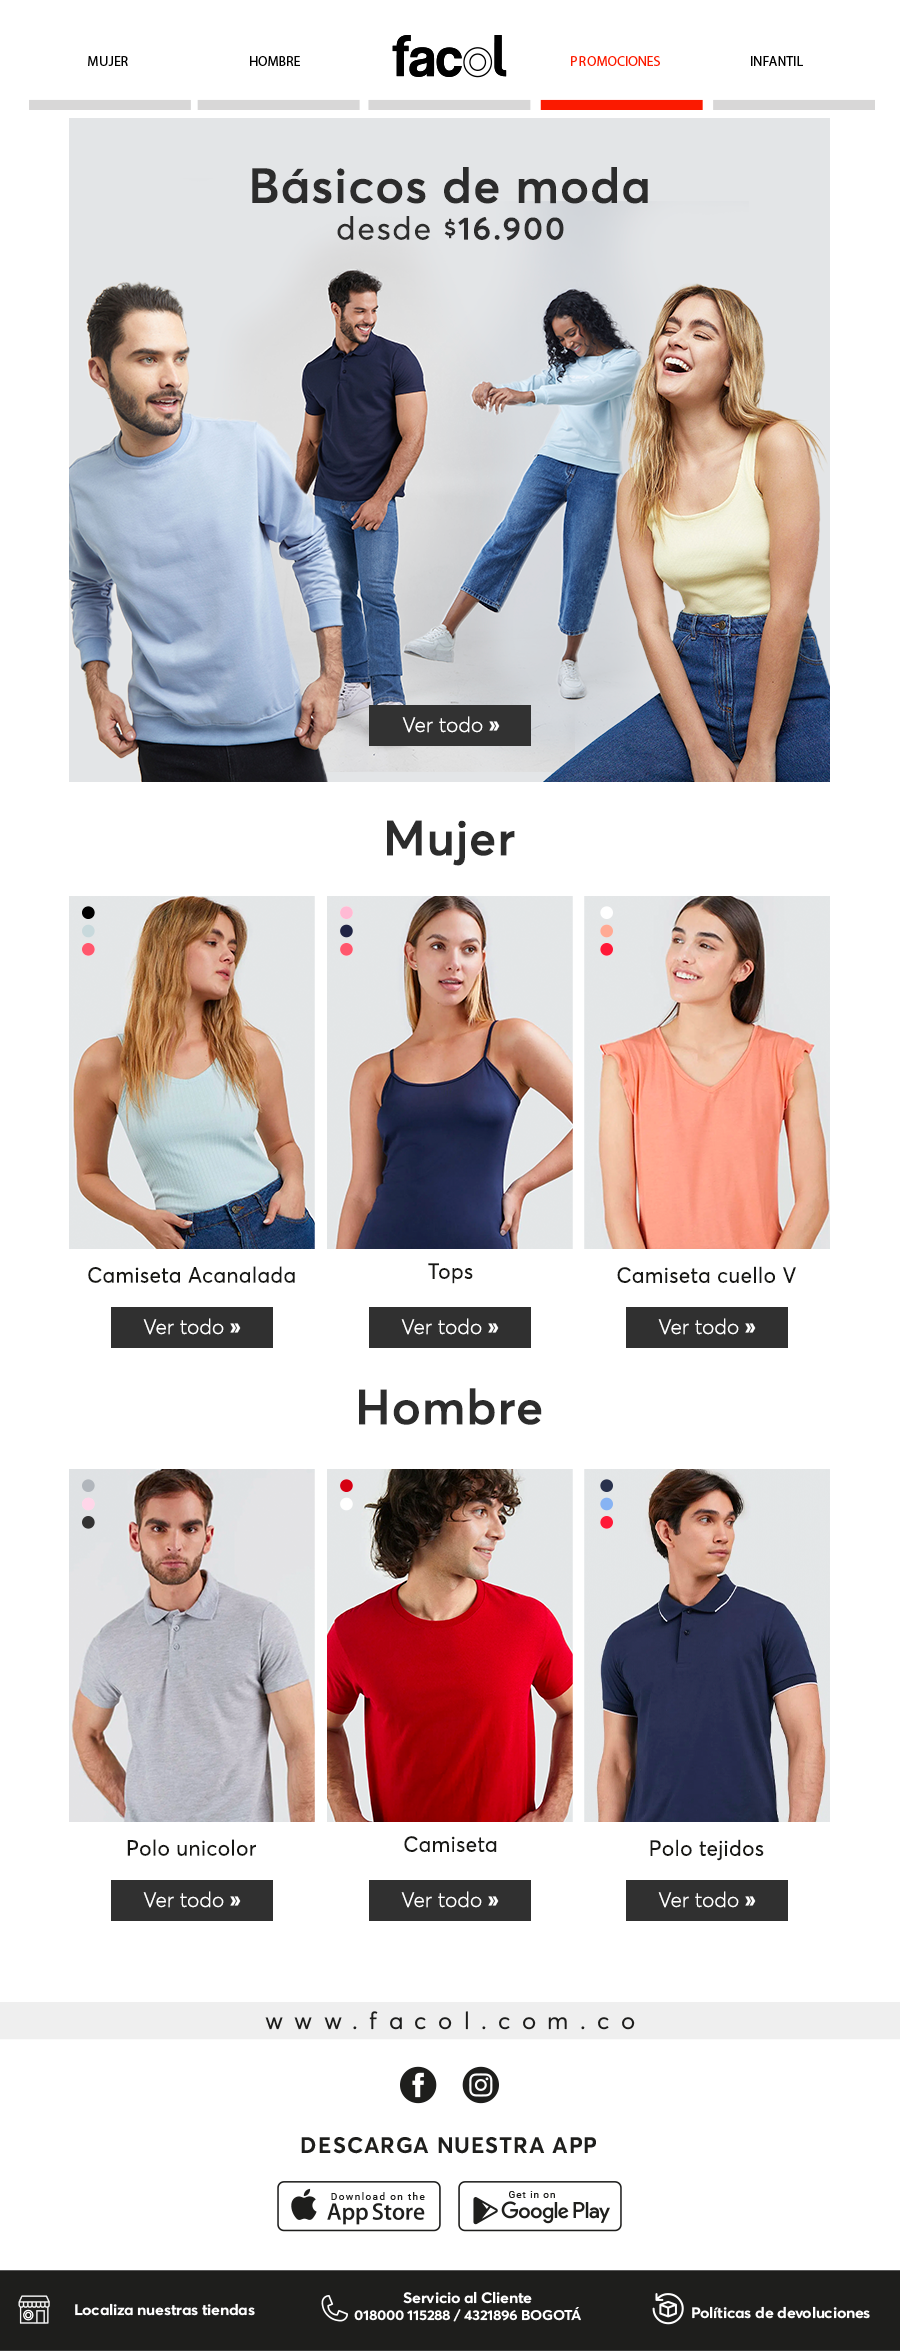 MUJER
HOMBRE
facol
PROMOCIONES
INFANTIL
Básicos de moda
desde $16.900
Ver todo »
Mujer
Camiseta Acanalada
Tops
Camiseta cuello V
Ver todo »
Ver todo »
Ver todo »
Hombre
Polo unicolor
Camiseta
Polo tejidos
Ver todo »
Ver todo »
Ver todo »
www.facol.com.co
DESCARGA NUESTRA APP
Download on the
App Store
Get in on
Google Play
Localiza nuestras tiendas
Servicio al Cliente
018000 115288 / 4321896 BOGOTÁ
Políticas de devoluciones